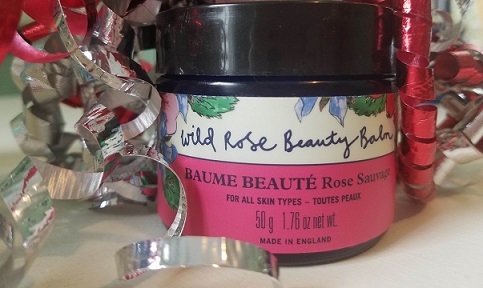 Wild Rose Beauty Balm
BAUME BEAUTÉ Rose Sauvage
FOR ALL SKIN TYPES – TOUTES PEAUX
50 g 1.76 oz net wt.
MADE IN ENGLAND